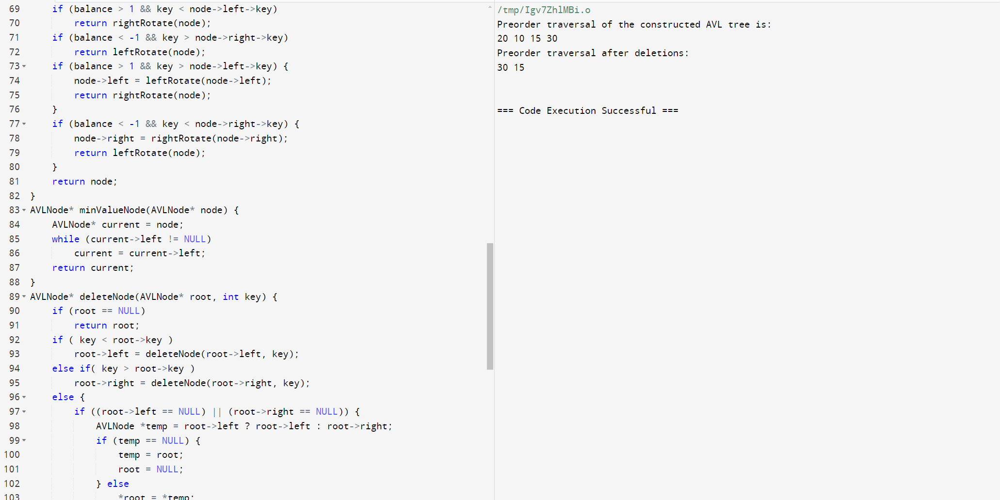 69 if (balance > 1 && key < node->left->key)
70 return rightRotate(node);
71 if (balance < -1 && key > node->right->key)
72 return leftRotate(node);
73 if (balance > 1 && key > node->left->key) {
74 node->left = leftRotate(node->left);
75 return rightRotate(node);
76 }
77 if (balance < -1 && key < node->right->key) {
78 node->right = rightRotate(node->right);
79 return leftRotate(node);
80 }
81 return node;
82 }
83 AVLNode* minValueNode(AVLNode* node) {
84 AVLNode* current = node;
85 while (current->left != NULL)
86 current = current->left;
87 return current;
88 }
89 AVLNode* deleteNode(AVLNode* root, int key) {
90 if (root == NULL)
91 return root;
92 if ( key < root->key )
93 root->left = deleteNode(root->left, key);
94 else if( key > root->key )
95 root->right = deleteNode(root->right, key);
96 else {
97 if ((root->left == NULL) || (root->right == NULL)) {
98 AVLNode *temp = root->left ? root->left : root->right;
99 if (temp == NULL) {
100 temp = root;
101 root = NULL;
102 } else
103 *root = *temp;
/tmp/Igv7ZhlMBi.o
Preorder traversal of the constructed AVL tree is:
20 10 15 30
Preorder traversal after deletions:
30 15
=== Code Execution Successful ===